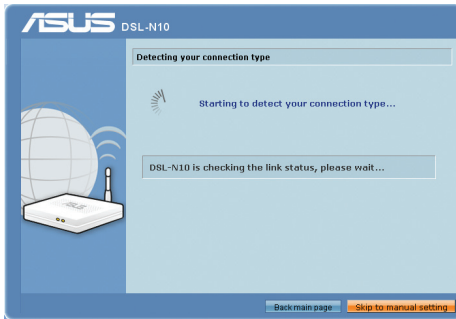 ASUS DSL-N10
Detecting your connection type
Starting to detect your connection type...
DSL-N10 is checking the link status, please wait...
ASUS
Back main page
Skip to manual setting